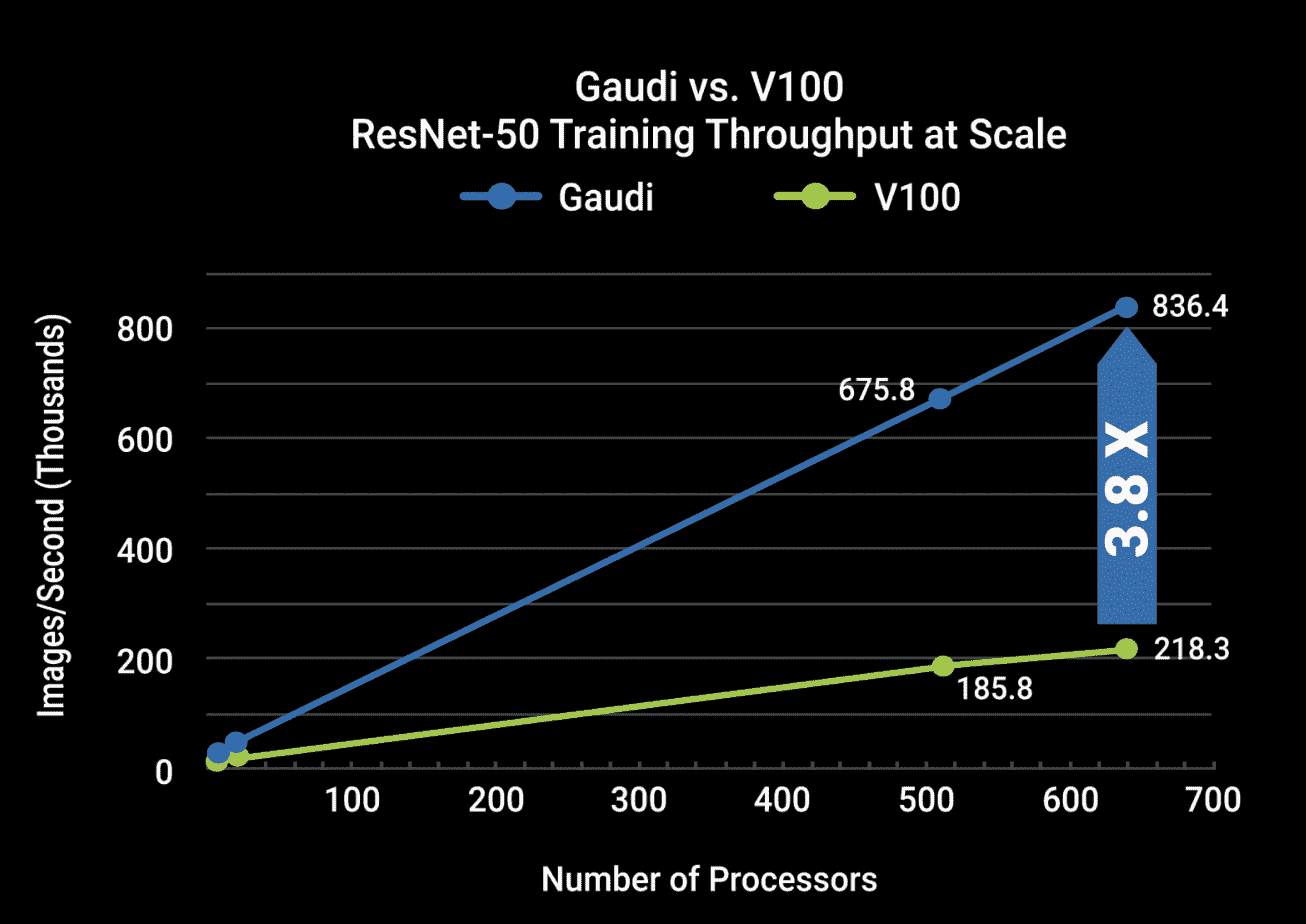 Gaudi vs. V100
ResNet-50 Training Throughput at Scale
Gaudi
V100
Images/Second (Thousands)
800
600
400
200
0
836.4
675.8
3.8 X
218.3
185.8
100 200 300 400 500 600 700
Number of Processors